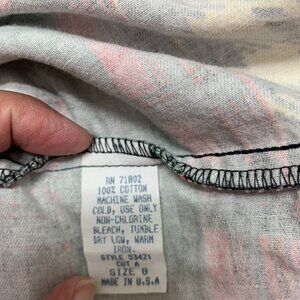 RN 71802
100% COTTON
MACHINE WASH
COLD, USE ONLY
NON-CHLORINE
BLEACH, TUMBLE
DRY LOW, WARM
IRON.
STYLE 53421
CUT A
SIZE 8
MADE IN U.S.A